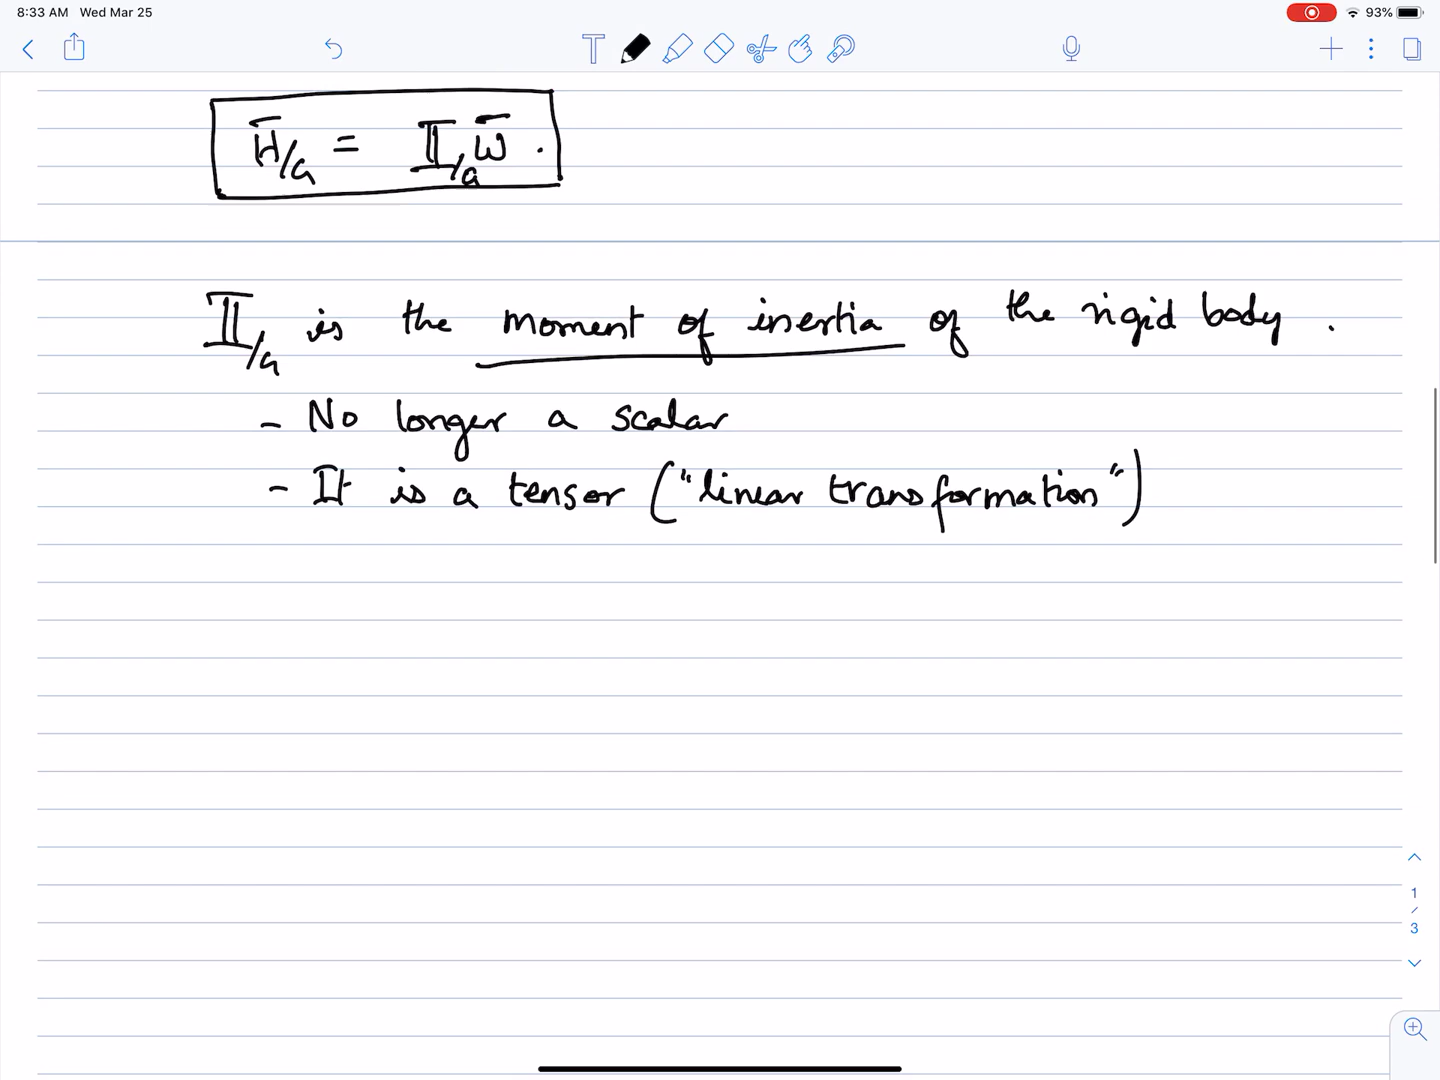 8:33 AM Wed Mar 25 93%
H̄/a = 𝕀/a ω̄ .
𝕀/a is the moment of inertia of the rigid body .
- No longer a scalar
- It is a tensor ("linear transformation")
1
/
3